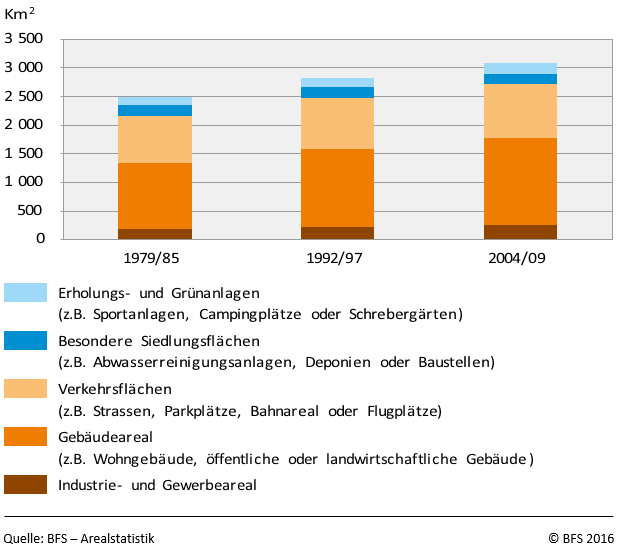 Km²
3 500
3 000
2 500
2 000
1 500
1 000
500
0
1979/85 1992/97 2004/09
Erholungs- und Grünanlagen
(z.B. Sportanlagen, Campingplätze oder Schrebergärten)
Besondere Siedlungsflächen
(z.B. Abwasserreinigungsanlagen, Deponien oder Baustellen)
Verkehrsflächen
(z.B. Strassen, Parkplätze, Bahnareal oder Flugplätze)
Gebäudeareal
(z.B. Wohngebäude, öffentliche oder landwirtschaftliche Gebäude)
Industrie- und Gewerbeareal
Quelle: BFS – Arealstatistik © BFS 2016